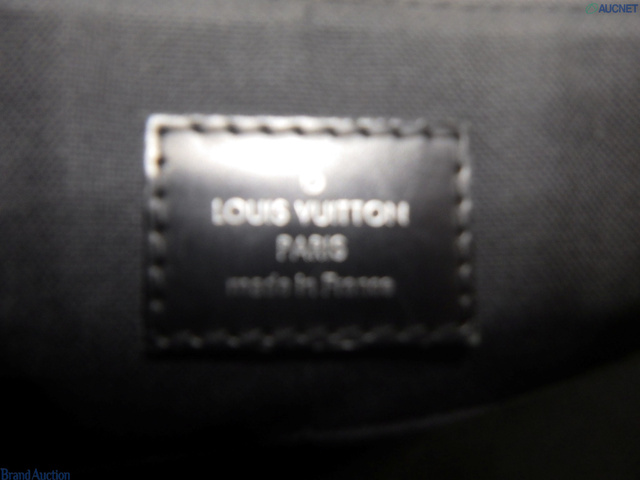 AUCNET
®
LOUIS VUITTON
PARIS
made in France
Brand Auction